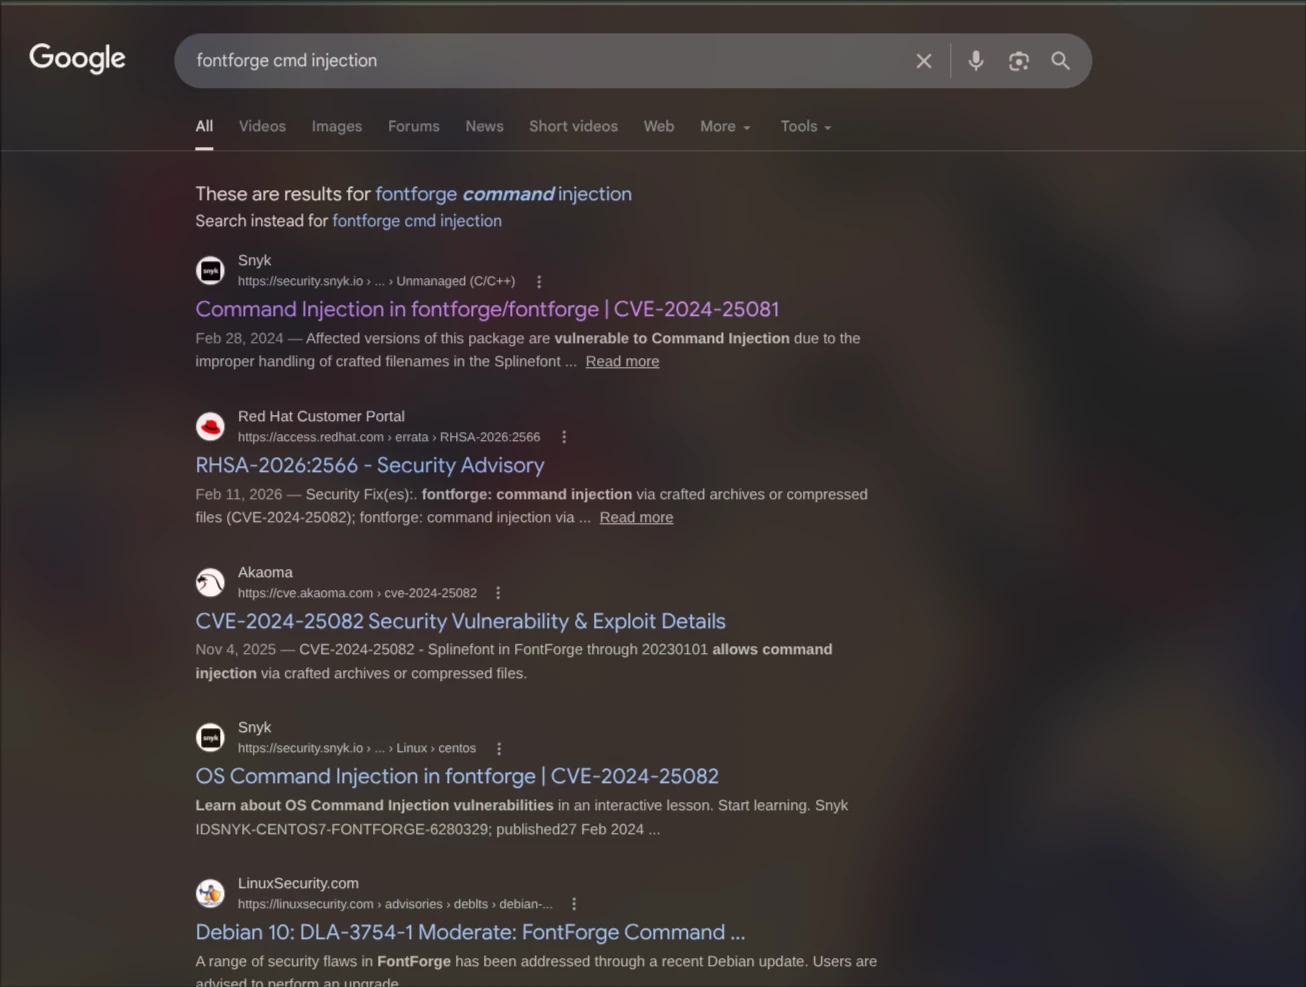 Google
fontforge cmd injection
All Videos Images Forums News Short videos Web More Tools
These are results for fontforge command injection
Search instead for fontforge cmd injection
snyk
Snyk
https://security.snyk.io › ... › Unmanaged (C/C++)
Command Injection in fontforge/fontforge | CVE-2024-25081
Feb 28, 2024 — Affected versions of this package are vulnerable to Command Injection due to the
improper handling of crafted filenames in the Splinefont ... Read more
Red Hat Customer Portal
https://access.redhat.com › errata › RHSA-2026:2566
RHSA-2026:2566 - Security Advisory
Feb 11, 2026 — Security Fix(es):. fontforge: command injection via crafted archives or compressed
files (CVE-2024-25082); fontforge: command injection via ... Read more
Akaoma
https://cve.akaoma.com › cve-2024-25082
CVE-2024-25082 Security Vulnerability & Exploit Details
Nov 4, 2025 — CVE-2024-25082 - Splinefont in FontForge through 20230101 allows command
injection via crafted archives or compressed files.
snyk
Snyk
https://security.snyk.io › ... › Linux › centos
OS Command Injection in fontforge | CVE-2024-25082
Learn about OS Command Injection vulnerabilities in an interactive lesson. Start learning. Snyk
IDSNYK-CENTOS7-FONTFORGE-6280329; published27 Feb 2024 ...
LinuxSecurity.com
https://linuxsecurity.com › advisories › deblts › debian-...
Debian 10: DLA-3754-1 Moderate: FontForge Command ...
A range of security flaws in FontForge has been addressed through a recent Debian update. Users are
advised to perform an upgrade